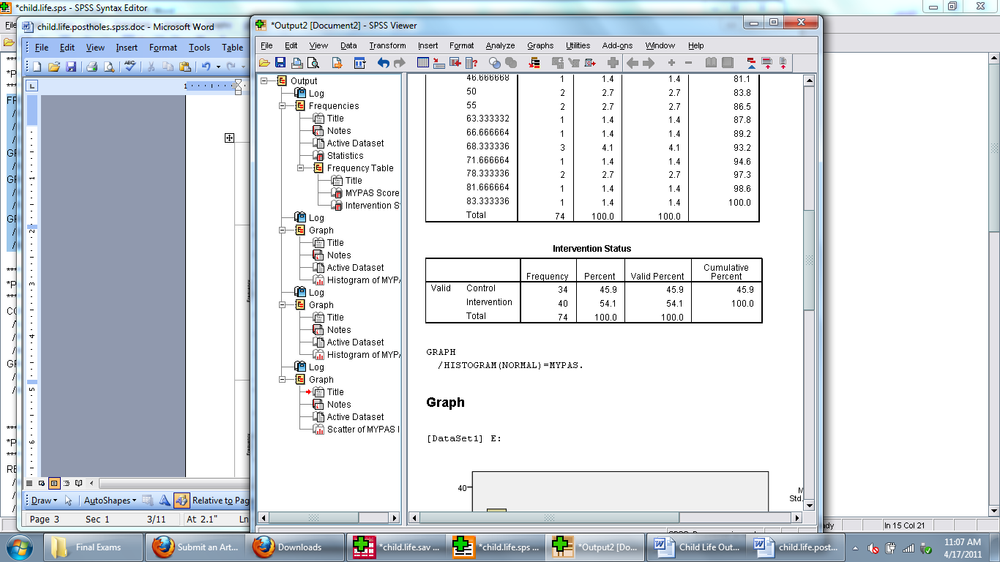 *child.life.sps - SPSS Syntax Editor
child.life.postholes.spss.doc - Microsoft Word
File Edit View Insert Format Tools Table
1
Draw AutoShapes Relative to Pag
Page 3 Sec 1 3/11 At 2.1" Ln
*Output2 [Document2] - SPSS Viewer
File Edit View Data Transform Insert Format Analyze Graphs Utilities Add-ons Window Help
Output
Log
Frequencies
Title
Notes
Active Dataset
Statistics
Frequency Table
Title
MYPAS Score
Intervention S
Log
Graph
Title
Notes
Active Dataset
Histogram of MYPA
Log
Graph
Title
Notes
Active Dataset
Histogram of MYPA
Log
Graph
Title
Notes
Active Dataset
Scatter of MYPAS I
46.666668 1 1.4 1.4 81.1
50 2 2.7 2.7 83.8
55 2 2.7 2.7 86.5
63.333332 1 1.4 1.4 87.8
66.666664 1 1.4 1.4 89.2
68.333336 3 4.1 4.1 93.2
71.666664 1 1.4 1.4 94.6
78.333336 2 2.7 2.7 97.3
81.666664 1 1.4 1.4 98.6
83.333336 1 1.4 1.4 100.0
Total 74 100.0 100.0
Intervention Status
Frequency Percent Valid Percent Cumulative Percent
Valid Control 34 45.9 45.9 45.9
Intervention 40 54.1 54.1 100.0
Total 74 100.0 100.0
GRAPH
/HISTOGRAM(NORMAL)=MYPAS.
Graph
[DataSet1] E:
40
M
Std.
In 15 Col 21
Final Exams
Submit an Art...
Downloads
*child.life.sav ...
*child.life.sps ...
*Output2 [Do...
Child Life Out...
child.life.post...
11:07 AM
4/17/2011